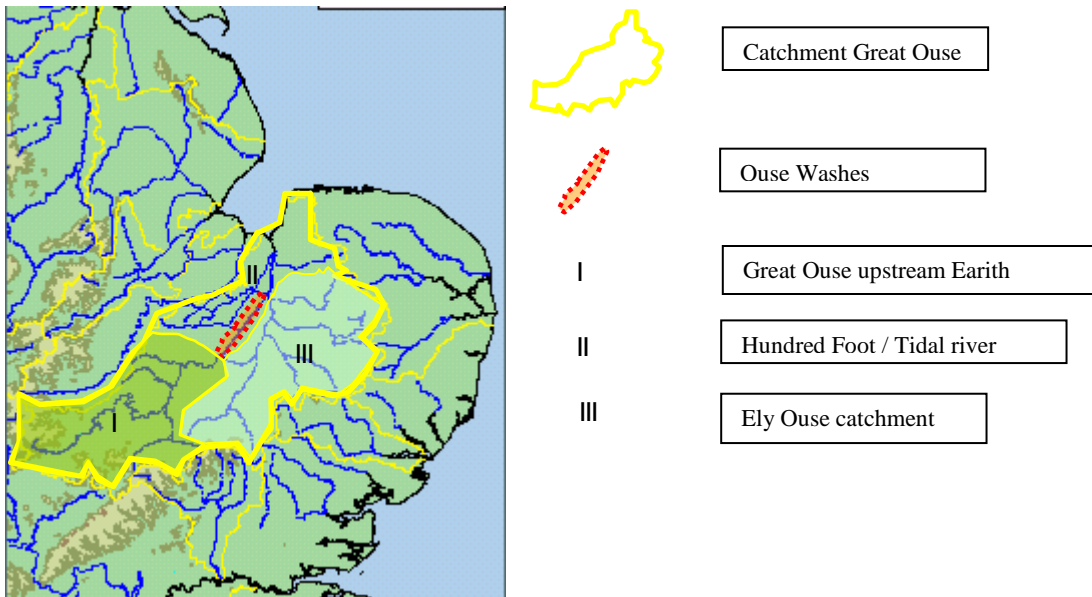 Catchment Great Ouse
Ouse Washes
II
I Great Ouse upstream Earith
II Hundred Foot / Tidal river
III
III Ely Ouse catchment
I